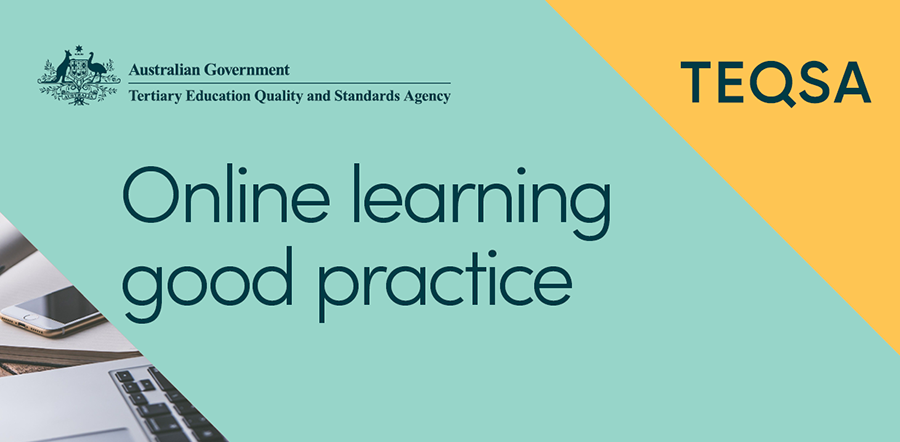 Australian Government
Tertiary Education Quality and Standards Agency
TEQSA
Online learning
good practice